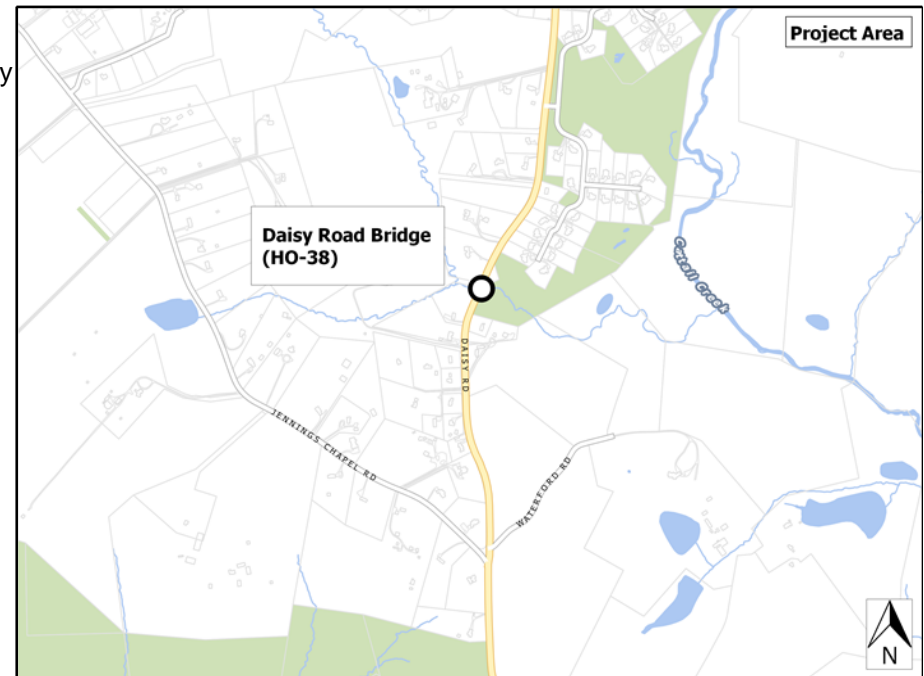 Project Area
y
Daisy Road Bridge
(HO-38)
Cattail Creek
DAISY RD
JENNINGS CHAPEL RD
WATERFORD RD
N